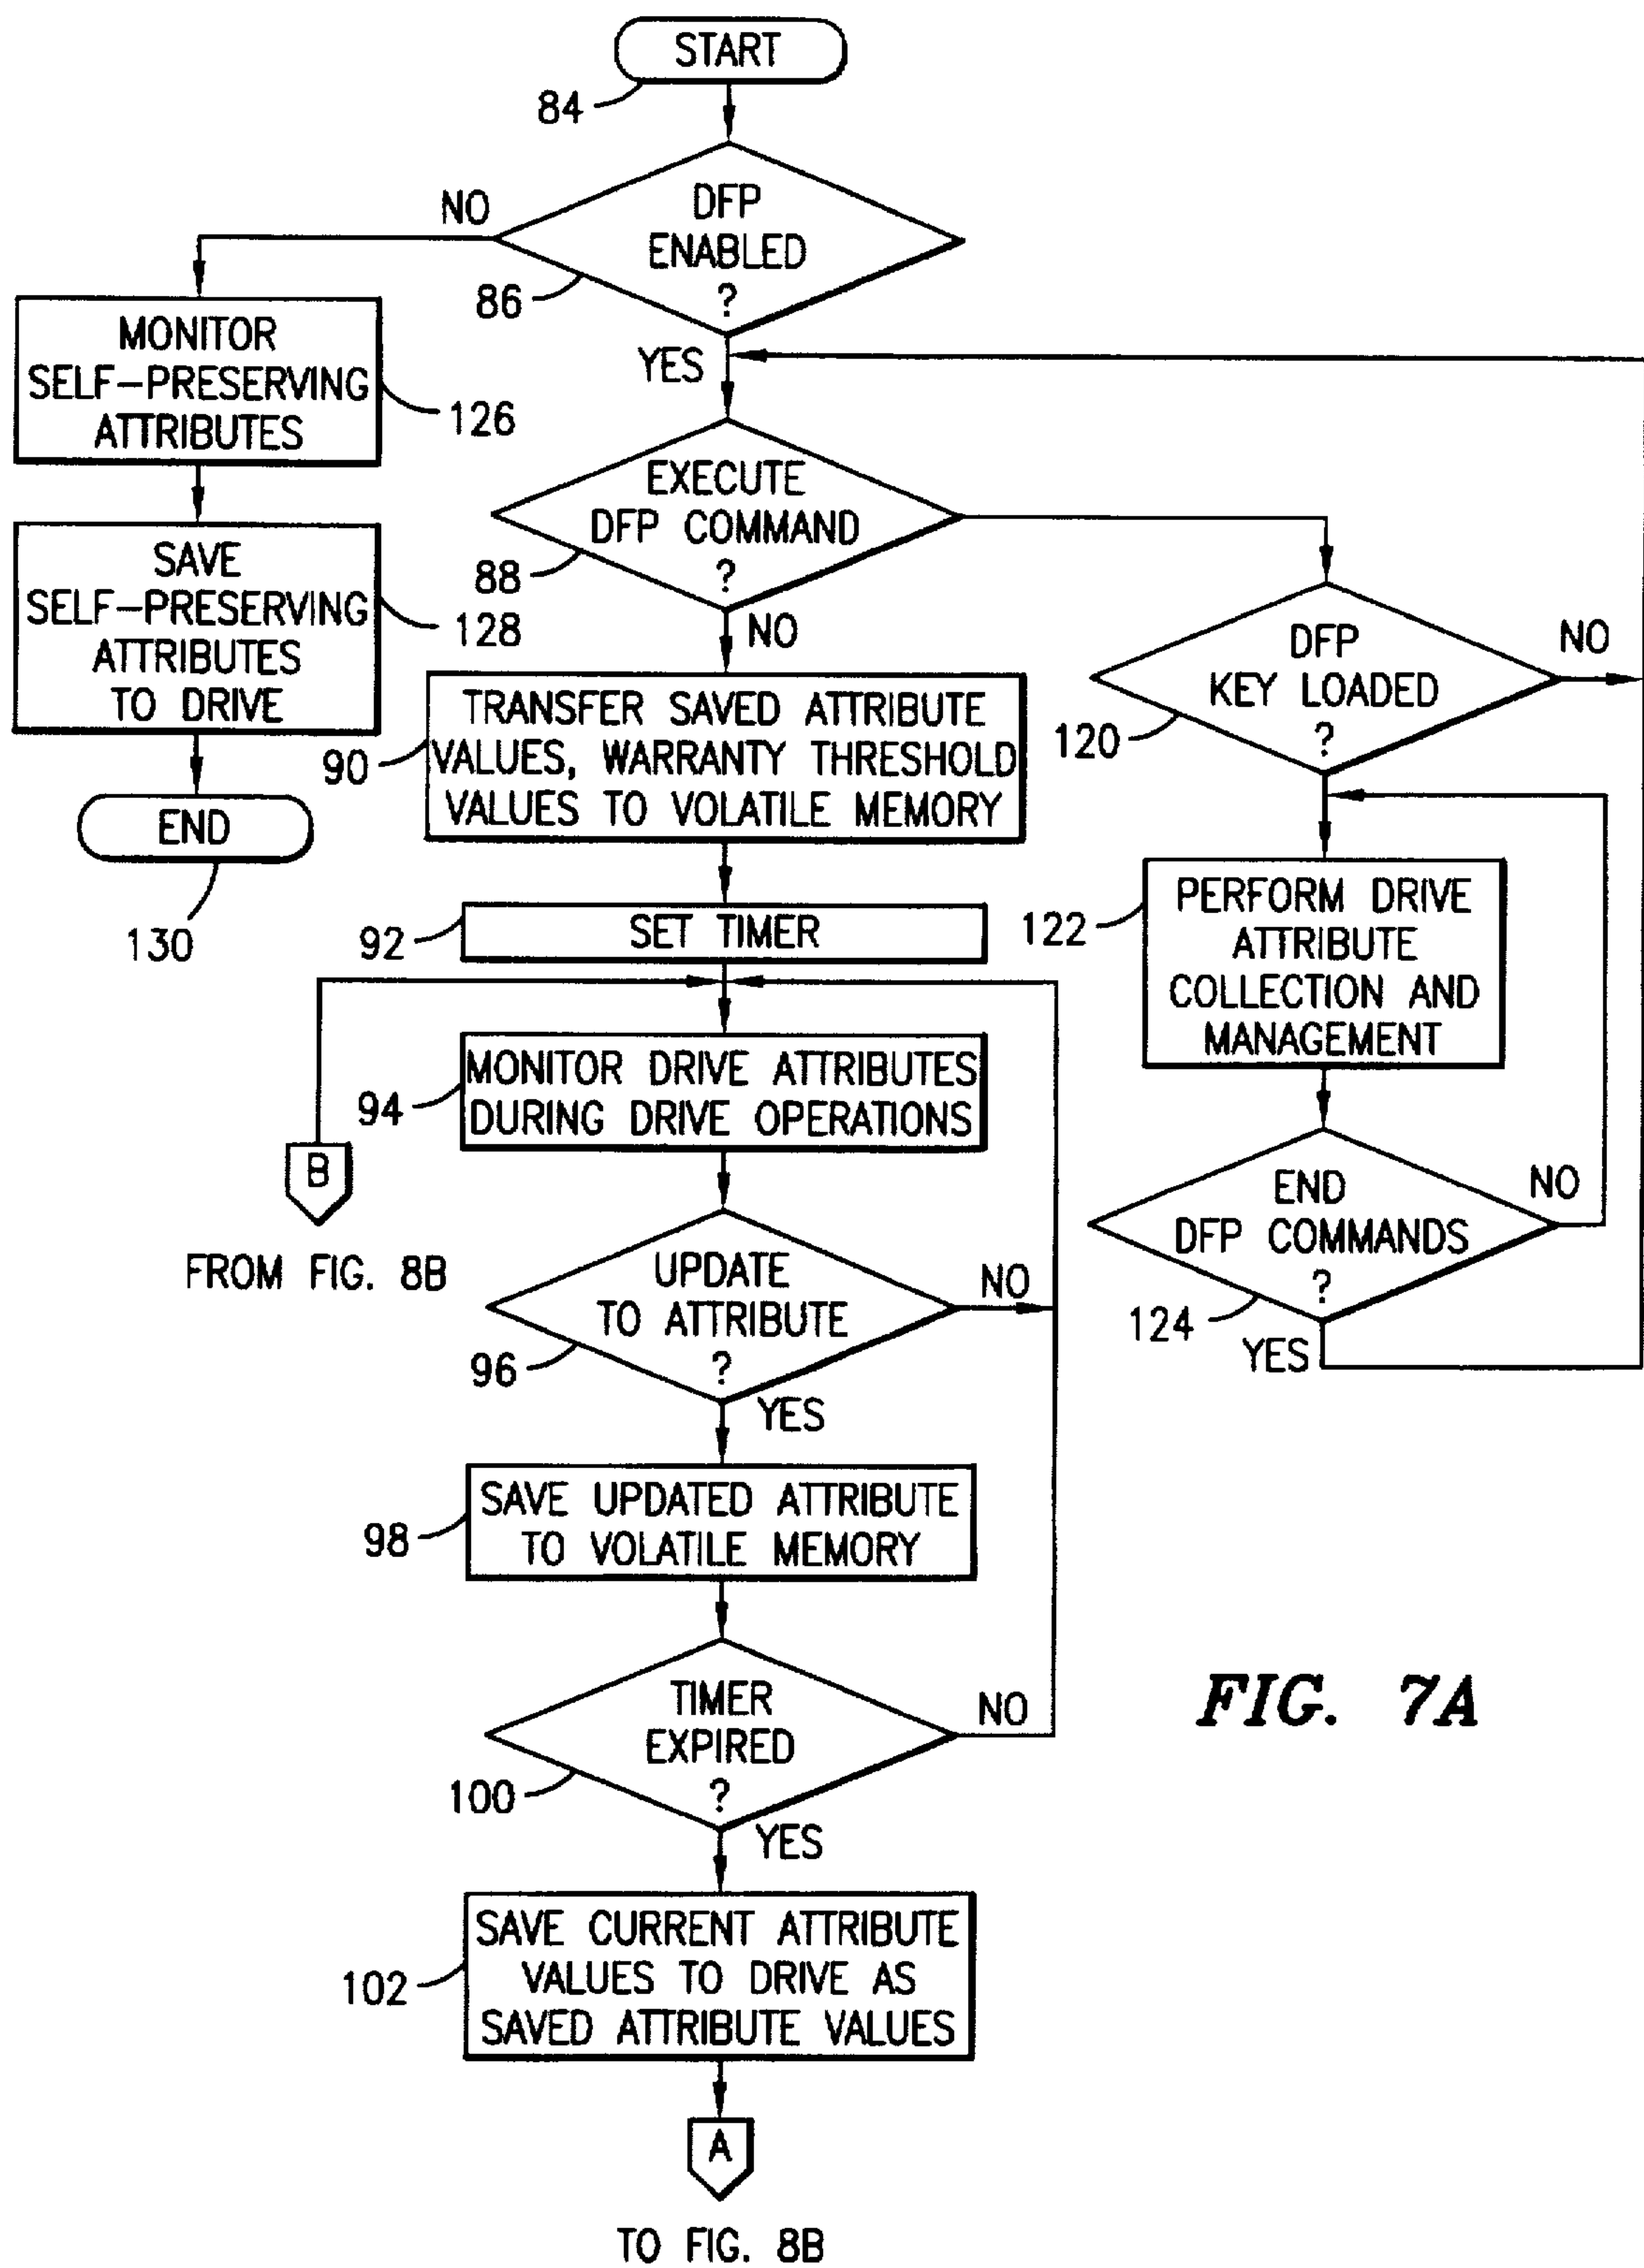 START
84
DFP
ENABLED
?
86
NO
YES
MONITOR
SELF-PRESERVING
ATTRIBUTES
126
SAVE
SELF-PRESERVING
ATTRIBUTES
TO DRIVE
128
END
130
EXECUTE
DFP COMMAND
?
88
NO
TRANSFER SAVED ATTRIBUTE
VALUES, WARRANTY THRESHOLD
VALUES TO VOLATILE MEMORY
90
SET TIMER
92
MONITOR DRIVE ATTRIBUTES
DURING DRIVE OPERATIONS
94
B
FROM FIG. 8B
UPDATE
TO ATTRIBUTE
?
96
NO
YES
SAVE UPDATED ATTRIBUTE
TO VOLATILE MEMORY
98
TIMER
EXPIRED
?
100
NO
YES
SAVE CURRENT ATTRIBUTE
VALUES TO DRIVE AS
SAVED ATTRIBUTE VALUES
102
A
TO FIG. 8B
DFP
KEY LOADED
?
120
NO
PERFORM DRIVE
ATTRIBUTE
COLLECTION AND
MANAGEMENT
122
END
DFP COMMANDS
?
124
NO
YES
FIG. 7A